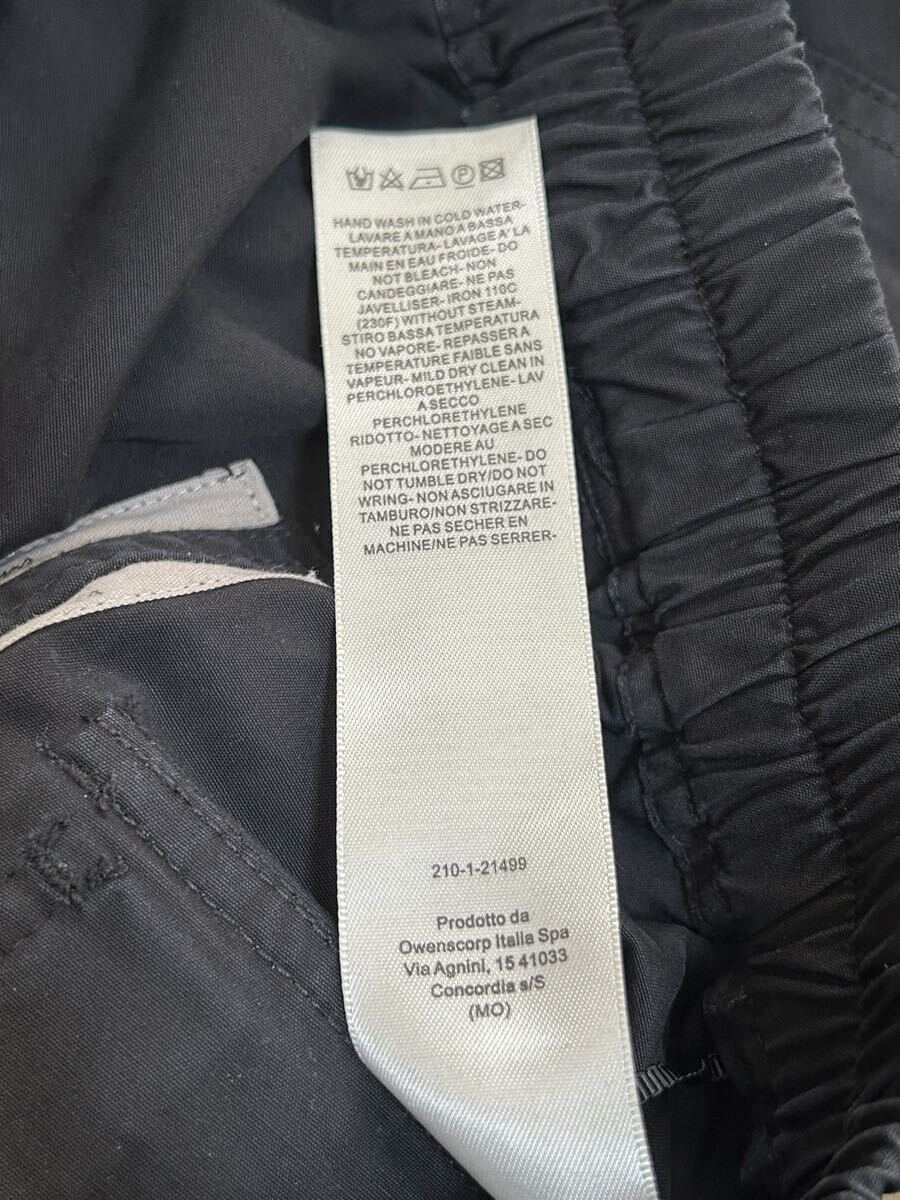 HAND WASH IN COLD WATER-
LAVARE A MANO A BASSA
TEMPERATURA- LAVAGE A' LA
MAIN EN EAU FROIDE- DO
NOT BLEACH- NON
CANDEGGIARE- NE PAS
JAVELLISER- IRON 110C
(230F) WITHOUT STEAM-
STIRO BASSA TEMPERATURA
NO VAPORE- REPASSER A
TEMPERATURE FAIBLE SANS
VAPEUR- MILD DRY CLEAN IN
PERCHLOROETHYLENE- LAV
A SECCO
PERCHLORETHYLENE
RIDOTTO- NETTOYAGE A SEC
MODERE AU
PERCHLORETHYLENE- DO
NOT TUMBLE DRY/DO NOT
WRING- NON ASCIUGARE IN
TAMBURO/NON STRIZZARE-
NE PAS SECHER EN
MACHINE/NE PAS SERRER-
210-1-21499
Prodotto da
Owenscorp Italia Spa
Via Agnini, 15 41033
Concordia s/S
(MO)